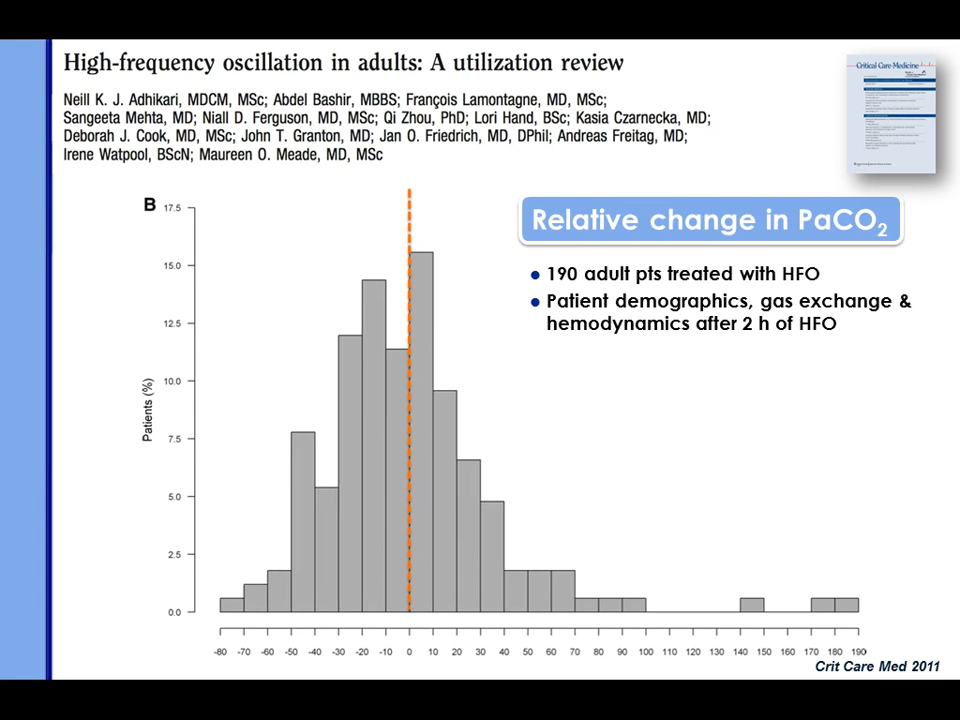 High-frequency oscillation in adults: A utilization review
Neill K. J. Adhikari, MDCM, MSc; Abdel Bashir, MBBS; François Lamontagne, MD, MSc;
Sangeeta Mehta, MD; Niall D. Ferguson, MD, MSc; Qi Zhou, PhD; Lori Hand, BSc; Kasia Czarnecka, MD;
Deborah J. Cook, MD, MSc; John T. Granton, MD; Jan O. Friedrich, MD, DPhil; Andreas Freitag, MD;
Irene Watpool, BScN; Maureen O. Meade, MD, MSc
Critical Care Medicine
B
Relative change in PaCO₂
● 190 adult pts treated with HFO
● Patient demographics, gas exchange &
hemodynamics after 2 h of HFO
Patients (%)
17.5
15.0
12.5
10.0
7.5
5.0
2.5
0.0
-80 -70 -60 -50 -40 -30 -20 -10 0 10 20 30 40 50 60 70 80 90 100 110 120 130 140 150 160 170 180 190
Crit Care Med 2011